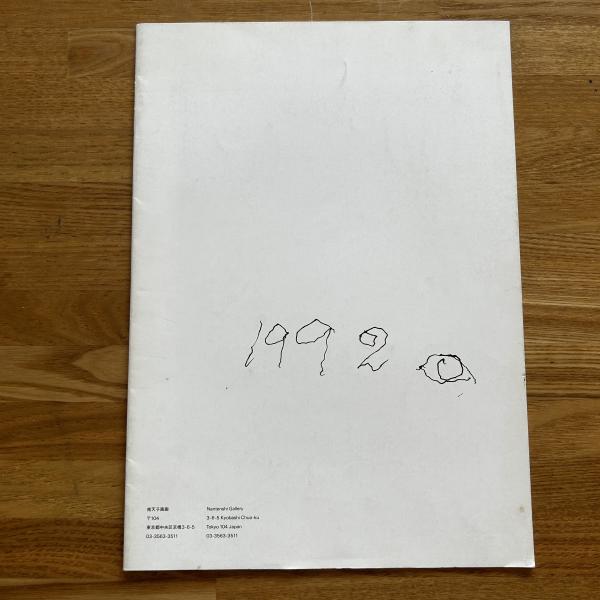 1992
南天子画廊
〒104
東京都中央区京橋3-6-5
03-3563-3511
Nantenshi Gallery
3-6-5 Kyobashi Chuo-ku
Tokyo 104 Japan
03-3563-3511